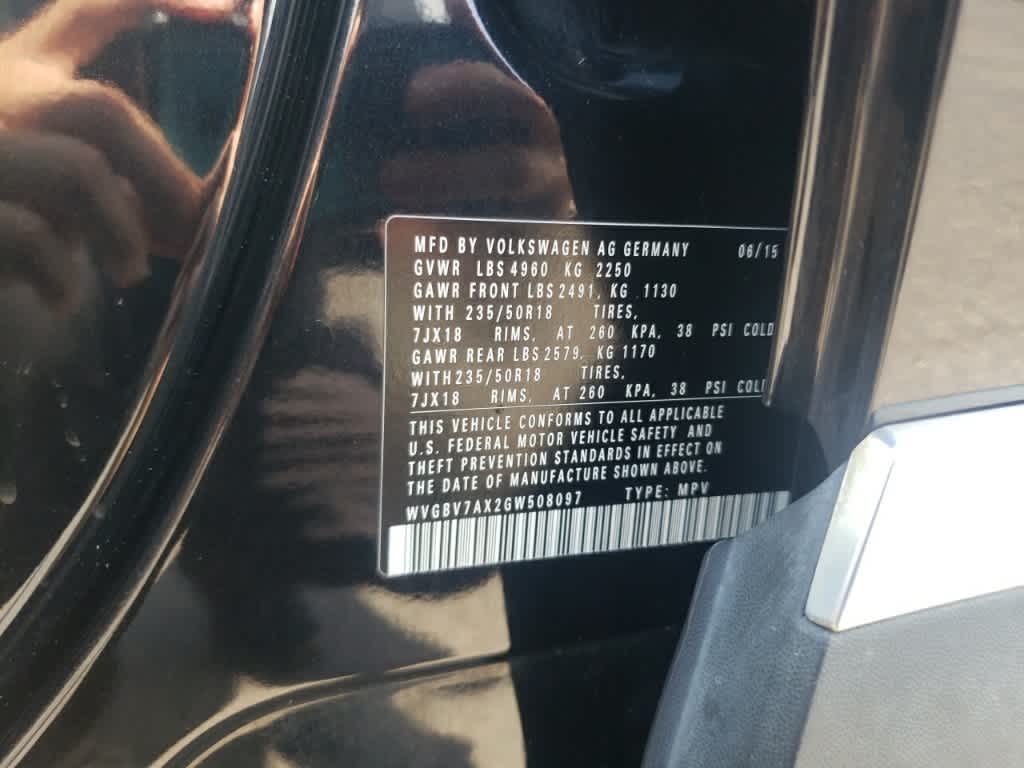 MFD BY VOLKSWAGEN AG GERMANY 06/15
GVWR LBS 4960 KG 2250
GAWR FRONT LBS 2491, KG 1130
WITH 235/50R18 TIRES,
7JX18 RIMS, AT 260 KPA, 38 PSI COLD
GAWR REAR LBS 2579, KG 1170
WITH 235/50R18 TIRES,
7JX18 RIMS, AT 260 KPA, 38 PSI COLD
THIS VEHICLE CONFORMS TO ALL APPLICABLE
U.S. FEDERAL MOTOR VEHICLE SAFETY AND
THEFT PREVENTION STANDARDS IN EFFECT ON
THE DATE OF MANUFACTURE SHOWN ABOVE.
WVGBV7AX2GW508097 TYPE: MPV